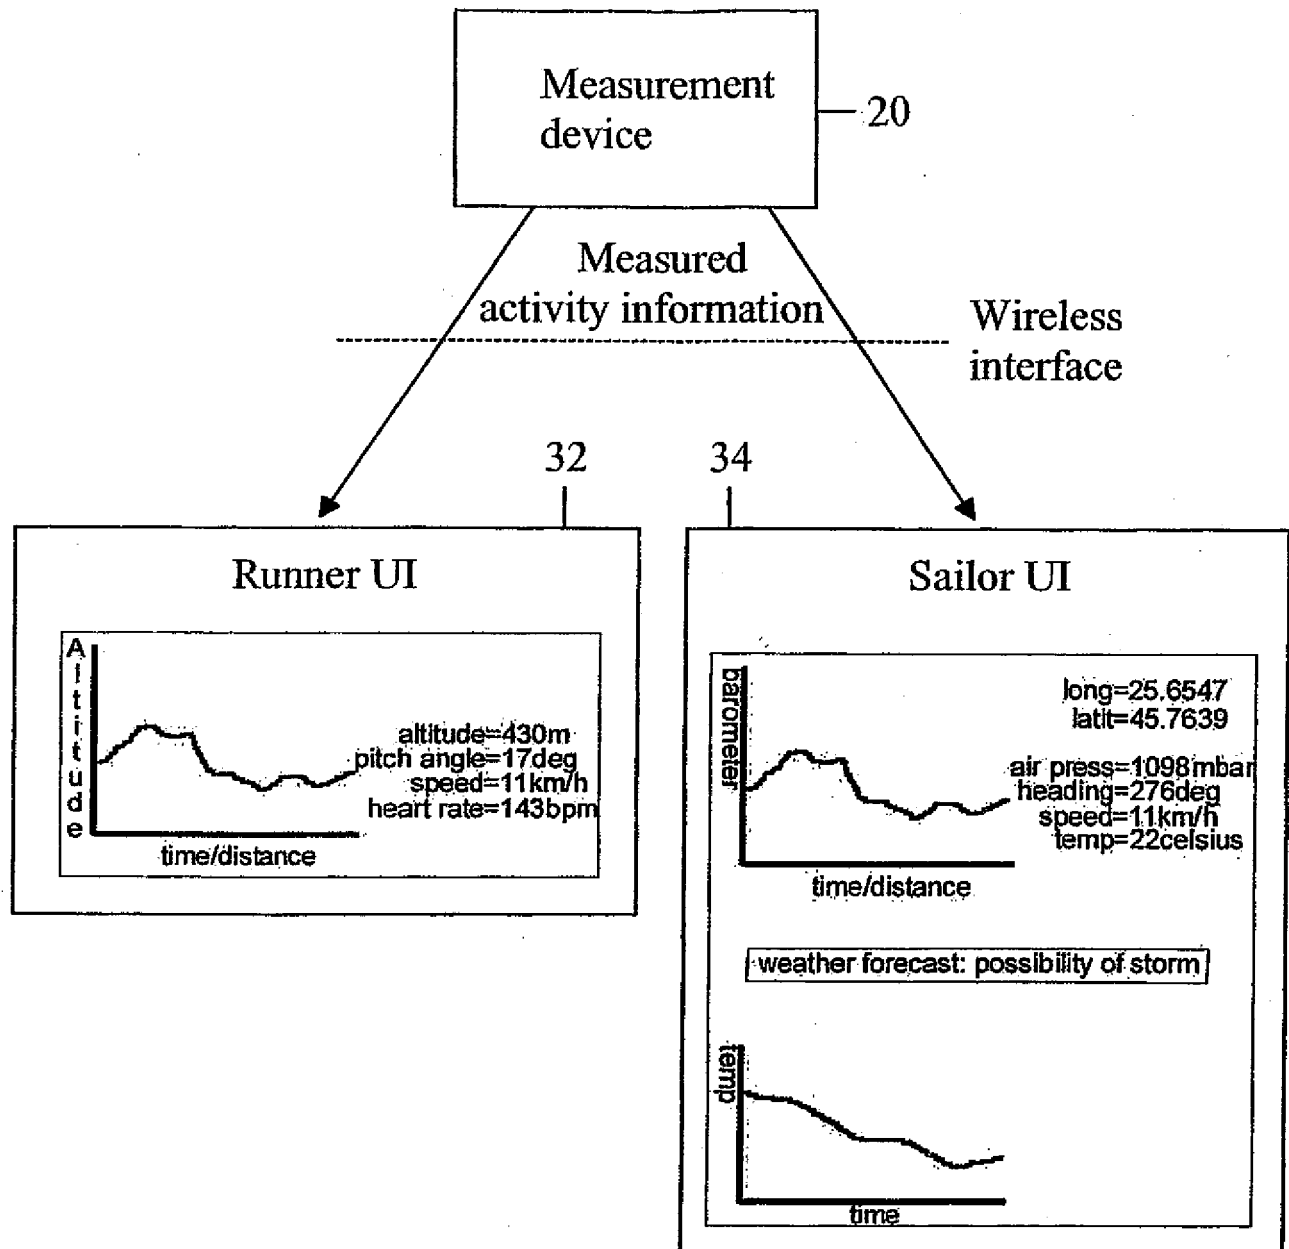 Measurement
device
20
Measured
activity information
Wireless
interface
32
34
Runner UI
Altitude
altitude=430m
pitch angle=17deg
speed=11km/h
heart rate=143bpm
time/distance
Sailor UI
barometer
long=25.6547
latit=45.7639
air press=1098mbar
heading=276deg
speed=11km/h
temp=22celsius
time/distance
weather forecast: possibility of storm
temp
time